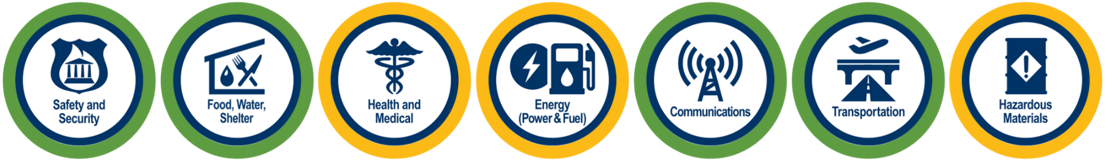 Safety and
Security
Food, Water,
Shelter
Health and
Medical
Energy
(Power & Fuel)
Communications
Transportation
Hazardous
Materials